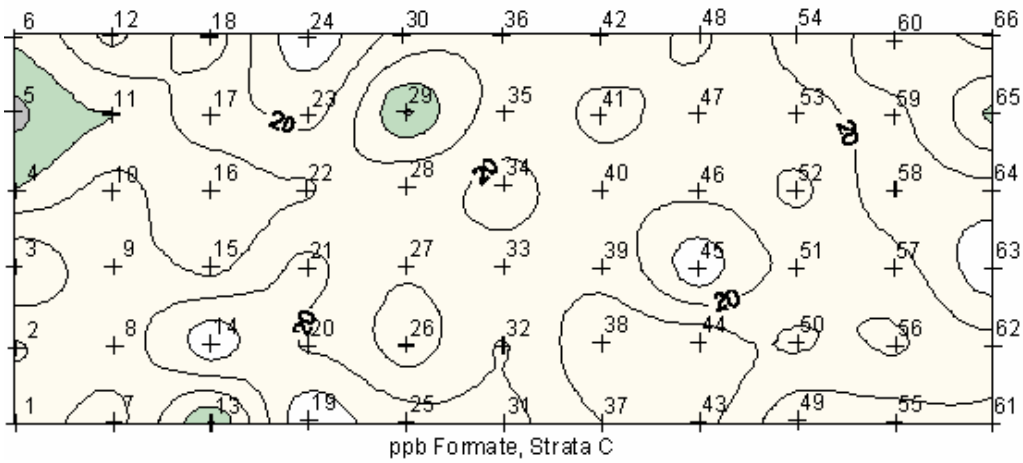 6 12 18 24 30 36 42 48 54 60 66
5 11 17 23 29 35 41 47 53 59 65
20 20
4 10 16 22 28 34 40 46 52 58 64
20
3 9 15 21 27 33 39 45 51 57 63
20
2 8 14 20 26 32 38 44 50 56 62
20
1 7 13 19 25 31 37 43 49 55 61
ppb Formate, Strata C